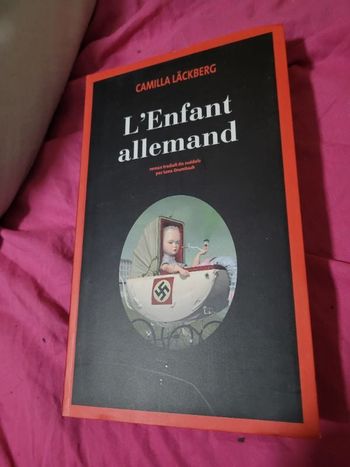 CAMILLA LÄCKBERG
L'Enfant
allemand
roman traduit du suédois
par Lena Grumbach